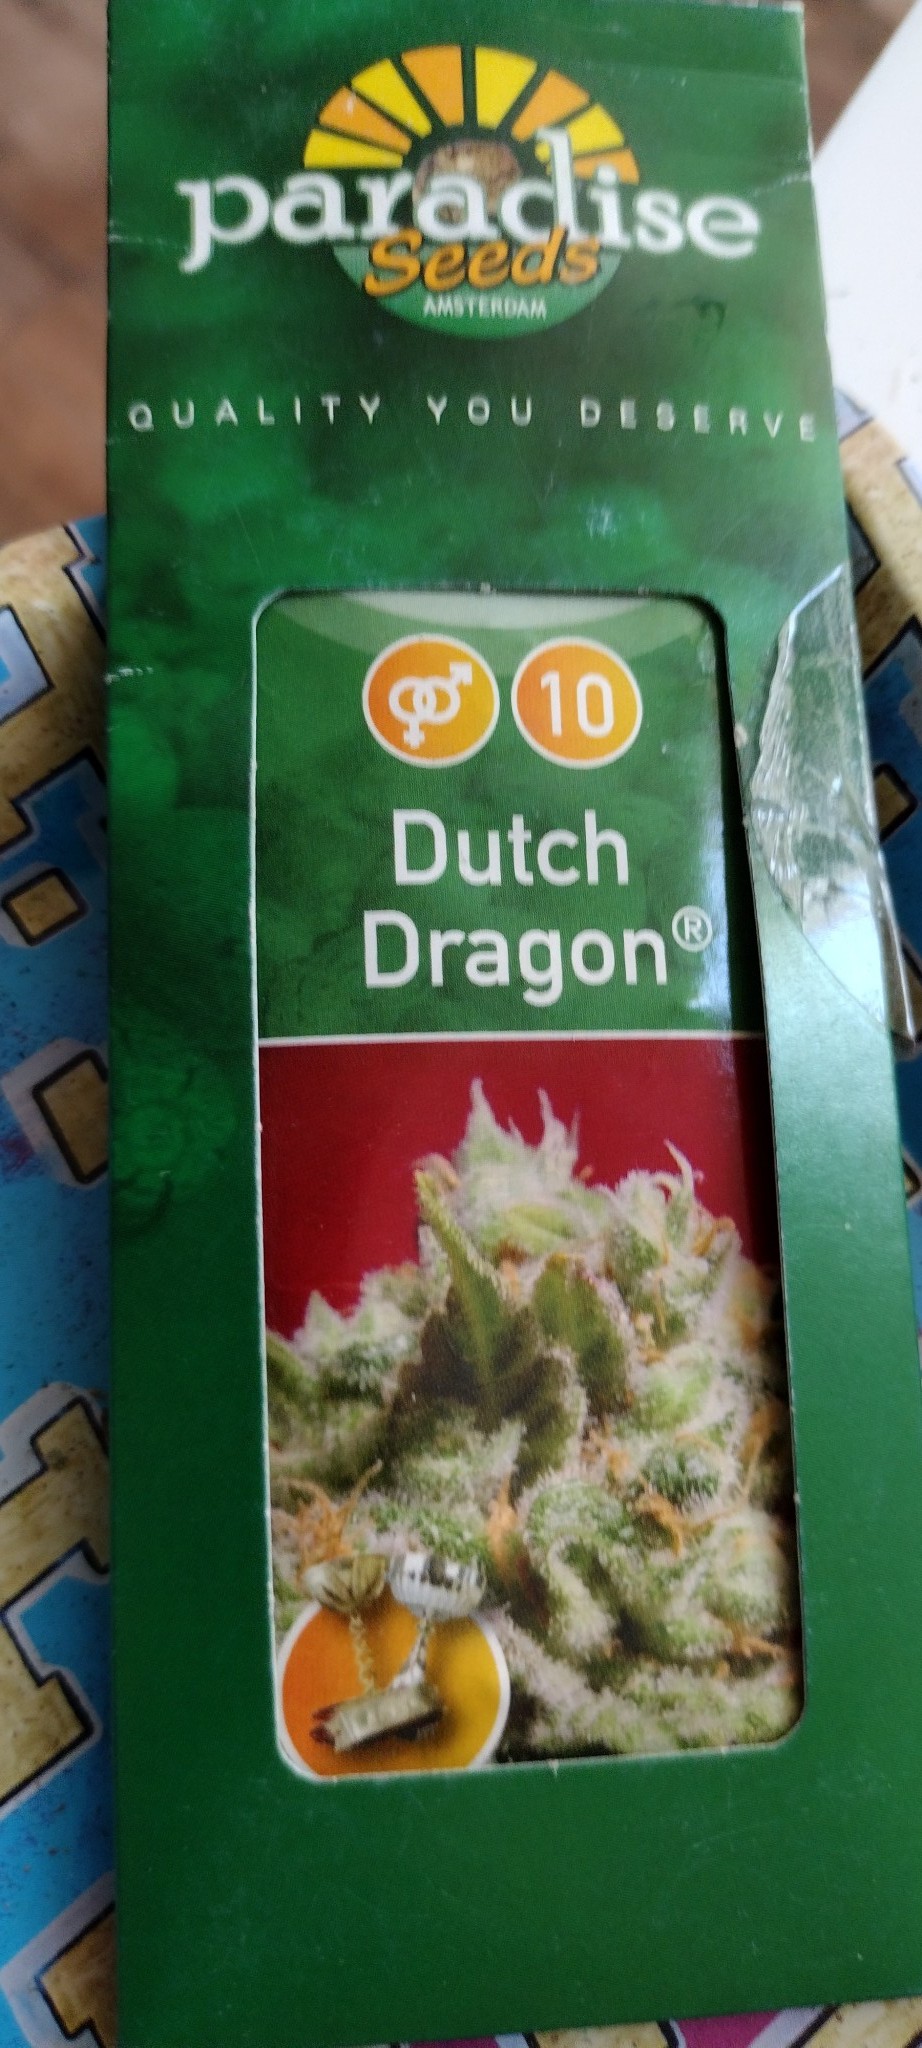 paradise
Seeds
AMSTERDAM
QUALITY YOU DESERVE
10
Dutch
Dragon®